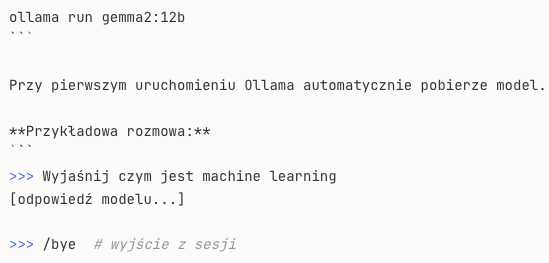 ollama run gemma2:12b
```
Przy pierwszym uruchomieniu Ollama automatycznie pobierze model.
**Przykładowa rozmowa:**
```
>>> Wyjaśnij czym jest machine learning
[odpowiedź modelu...]
>>> /bye  # wyjście z sesji